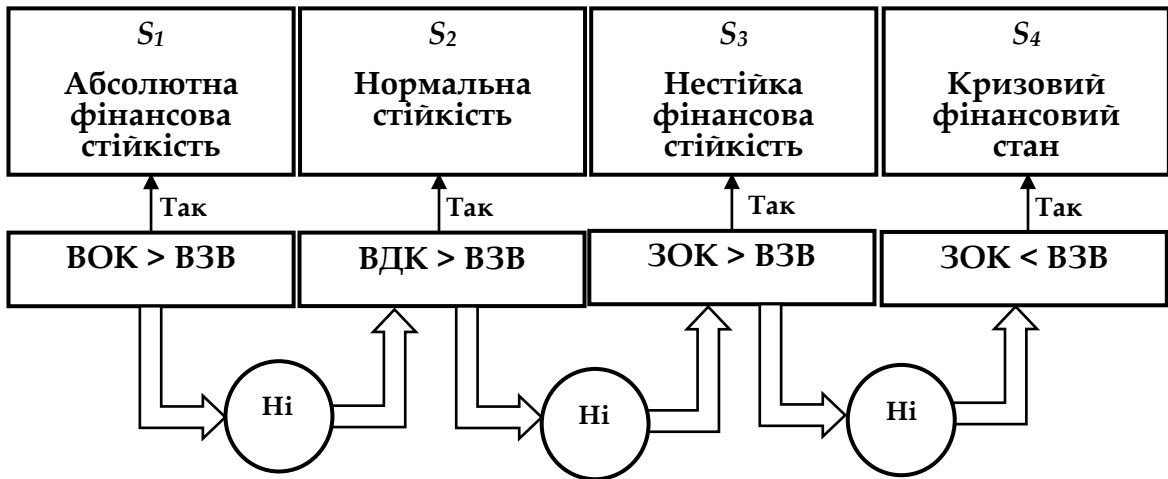 S1
Абсолютна
фінансова
стійкість
S2
Нормальна
стійкість
S3
Нестійка
фінансова
стійкість
S4
Кризовий
фінансовий
стан
Так
Так
Так
Так
ВОК > ВЗВ
ВДК > ВЗВ
ЗОК > ВЗВ
ЗОК < ВЗВ
Ні
Ні
Ні